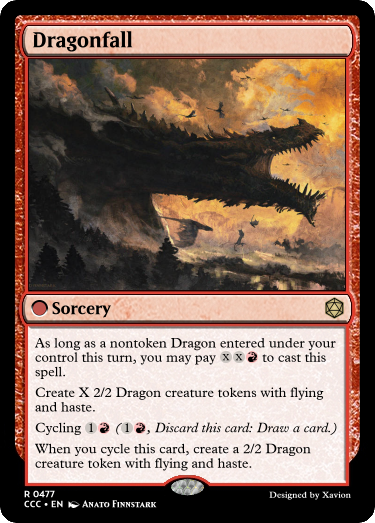 Dragonfall
Sorcery
As long as a nontoken Dragon entered under your
control this turn, you may pay XXR to cast this
spell.
Create X 2/2 Dragon creature tokens with flying
and haste.
Cycling 1R (1R, Discard this card: Draw a card.)
When you cycle this card, create a 2/2 Dragon
creature token with flying and haste.
R 0477
CCC • EN Anato Finnstark
Designed by Xavion